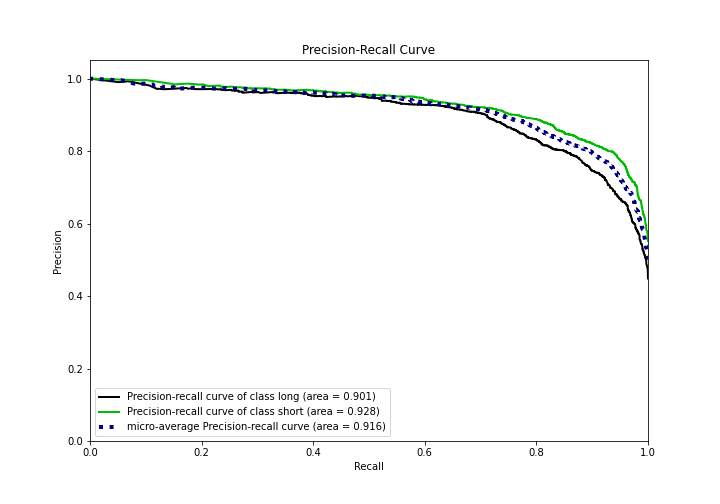 Precision-Recall Curve
1.0
0.8
0.6
0.4
0.2
0.0
Precision
Precision-recall curve of class long (area = 0.901)
Precision-recall curve of class short (area = 0.928)
micro-average Precision-recall curve (area = 0.916)
0.0 0.2 0.4 0.6 0.8 1.0
Recall